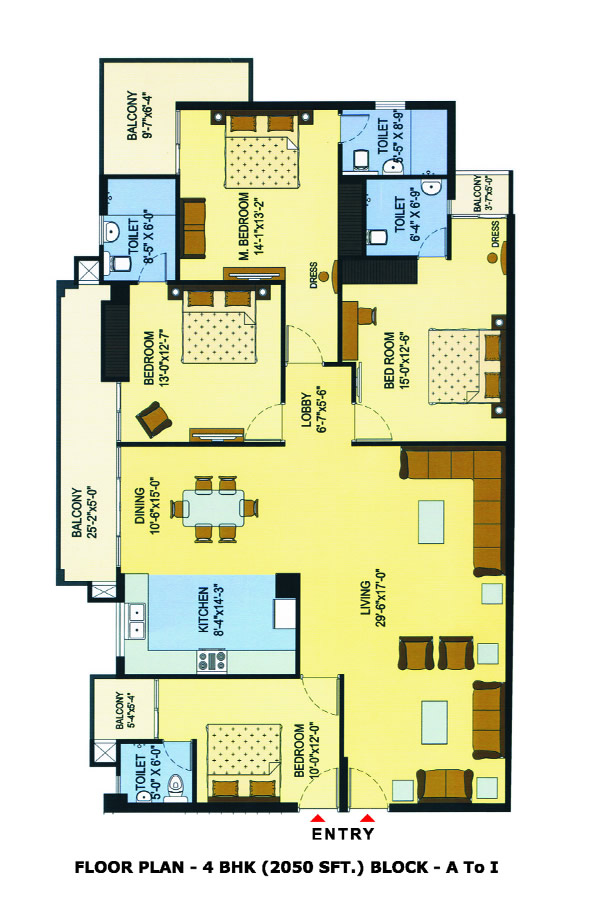 BALCONY
9'-7"x6'-4"
TOILET
5'-5" X 8'-9"
BALCONY
3'-7"x5'-0"
TOILET
6'-4" X 6'-9"
TOILET
8'-5" X 6'-0"
M. BEDROOM
14'-1"x13'-2"
DRESS
DRESS
BEDROOM
13'-0"x12'-7"
BED ROOM
15'-0"x12'-6"
LOBBY
6'-7"x5'-6"
BALCONY
25'-2"x5'-0"
DINING
10'-6"x15'-0"
KITCHEN
8'-4"x14'-3"
LIVING
29'-6"x17'-0"
BALCONY
5'-4"x5'-4"
TOILET
5'-0" X 6'-0"
BEDROOM
10'-0"x12'-0"
ENTRY
FLOOR PLAN - 4 BHK (2050 SFT.) BLOCK - A To I